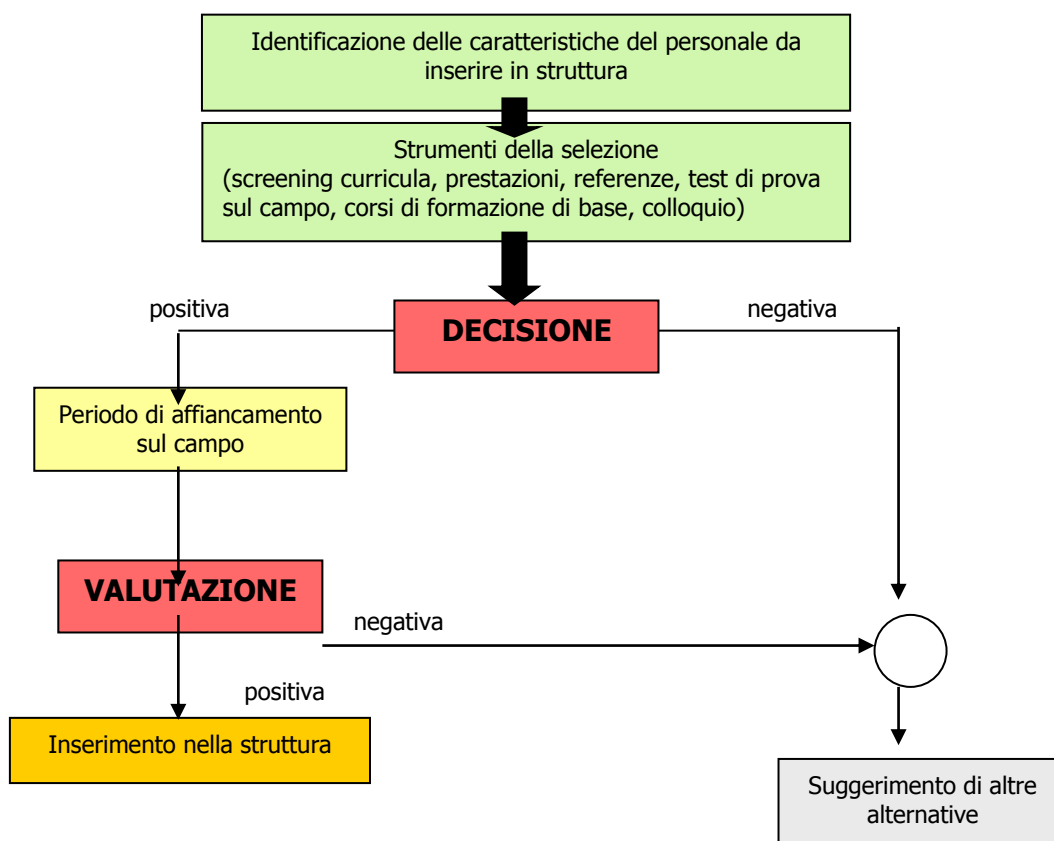 Identificazione delle caratteristiche del personale da
inserire in struttura
Strumenti della selezione
(screening curricula, prestazioni, referenze, test di prova
sul campo, corsi di formazione di base, colloquio)
positiva
DECISIONE
negativa
Periodo di affiancamento
sul campo
VALUTAZIONE
negativa
positiva
Inserimento nella struttura
Suggerimento di altre
alternative